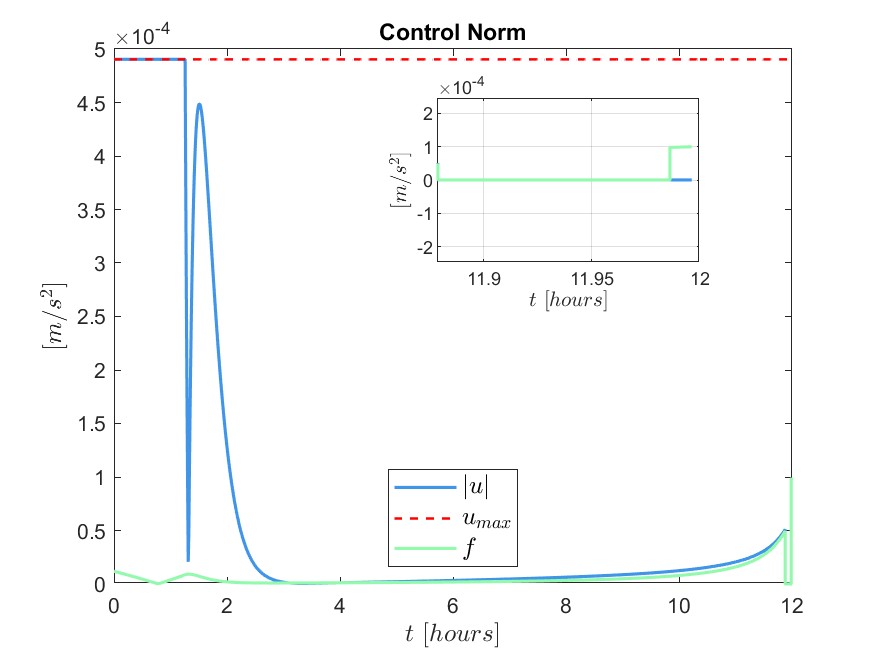 Control Norm
×10⁻⁴
5
4.5
4
3.5
3
2.5
2
1.5
1
0.5
0
[m/s²]
0 2 4 6 8 10 12
t [hours]
×10⁻⁴
2
1
0
-1
-2
[m/s²]
11.9 11.95 12
t [hours]
|u|
u_max
f